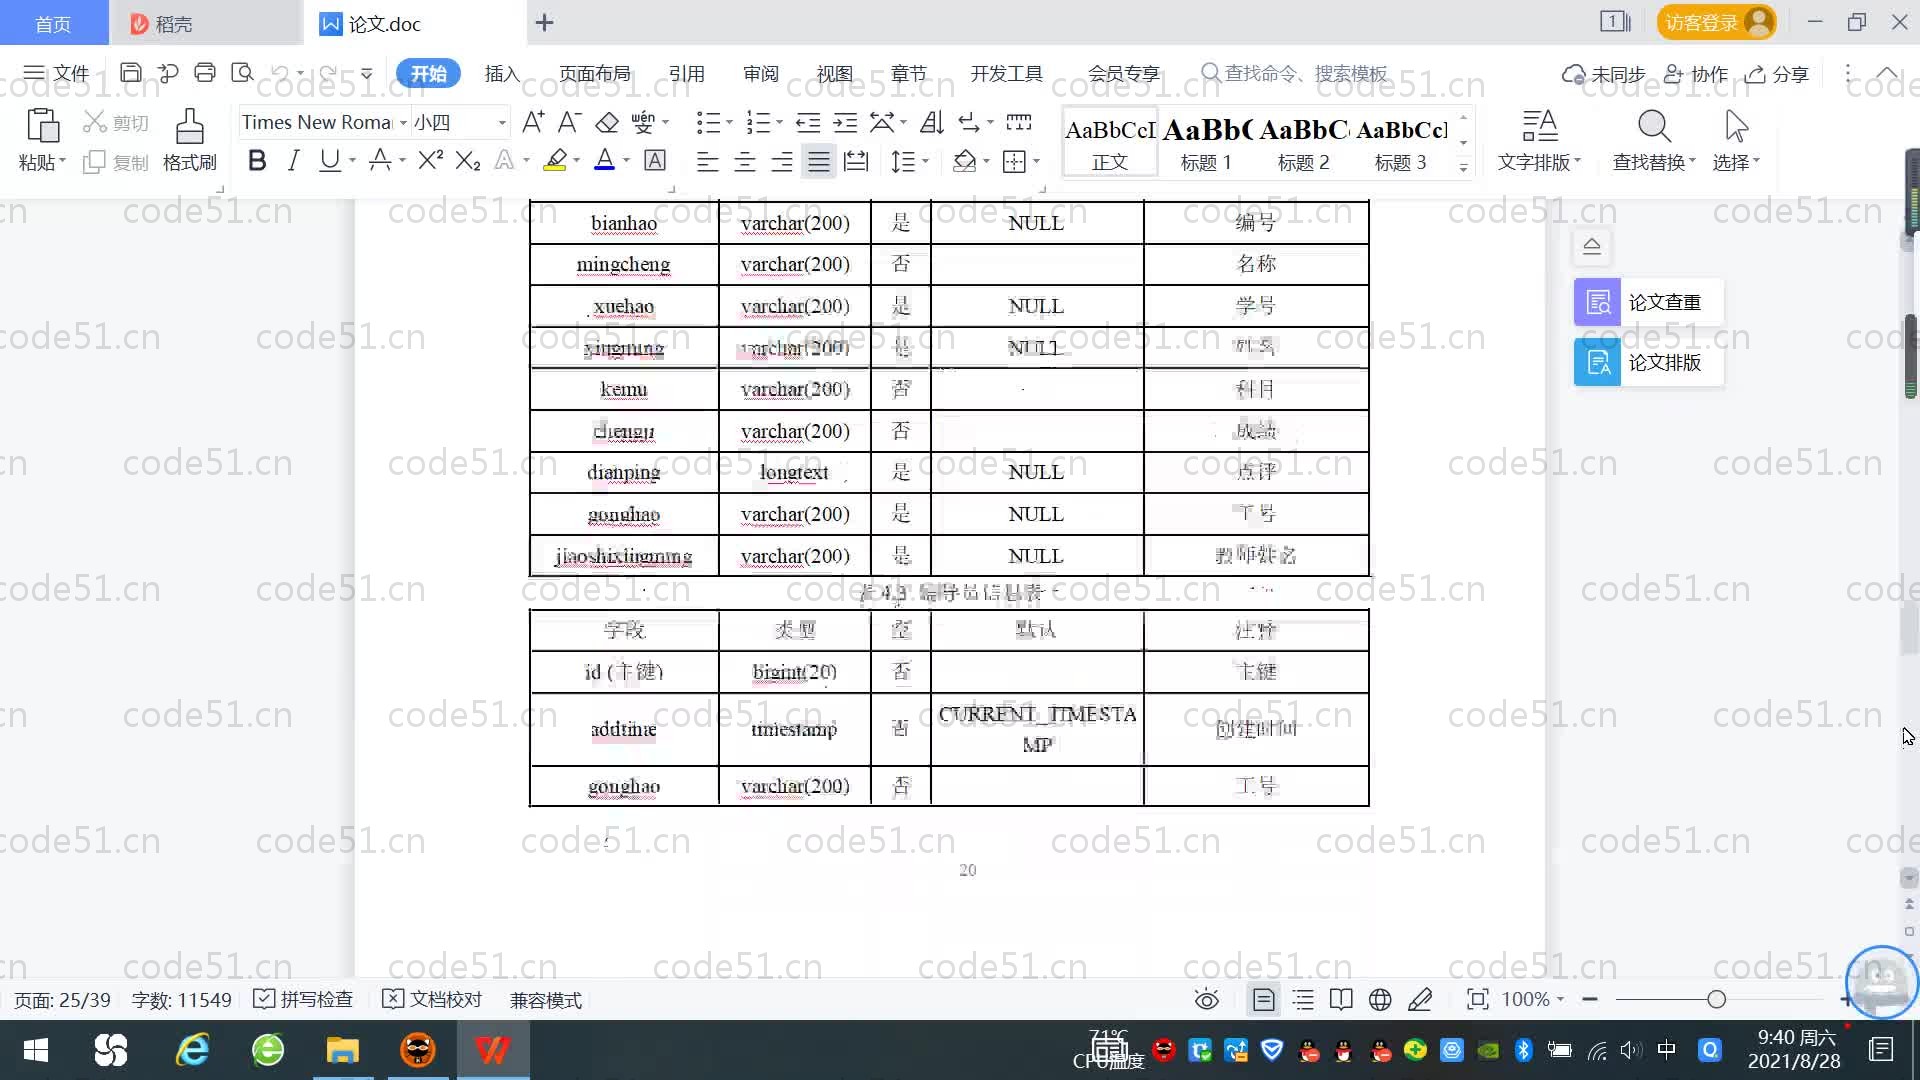 首页 稻壳 论文.doc 访客登录
文件 开始 插入 页面布局 引用 审阅 视图 章节 开发工具 会员专享 查找命令、搜索模板 未同步 协作 分享
粘贴 剪切 复制 格式刷 Times New Roma 小四
AaBbCcI AaBb( AaBbC AaBbCcl
正文 标题 1 标题 2 标题 3 文字排版 查找替换 选择
bianhao varchar(200) 是 NULL 编号
mingcheng varchar(200) 否 名称
xuehao varchar(200) 是 NULL 学号
xingming varchar(200) 是 NULL 姓名
kemu varchar(200) 否 科目
chengji varchar(200) 否 成绩
dianping longtext 是 NULL 点评
gonghao varchar(200) 是 NULL 工号
jiaoshixingming varchar(200) 是 NULL 教师姓名
字段 类型 空 默认 注释
id (主键) bigint(20) 否 主键
addtime timestamp 否 CURRENT_TIMESTA
MP 创建时间
gonghao varchar(200) 否 工号
20
论文查重
论文排版
页面: 25/39 字数: 11549 拼写检查 文档校对 兼容模式 100%
71℃
CPU温度
中
9:40 周六
2021/8/28
code51.cn